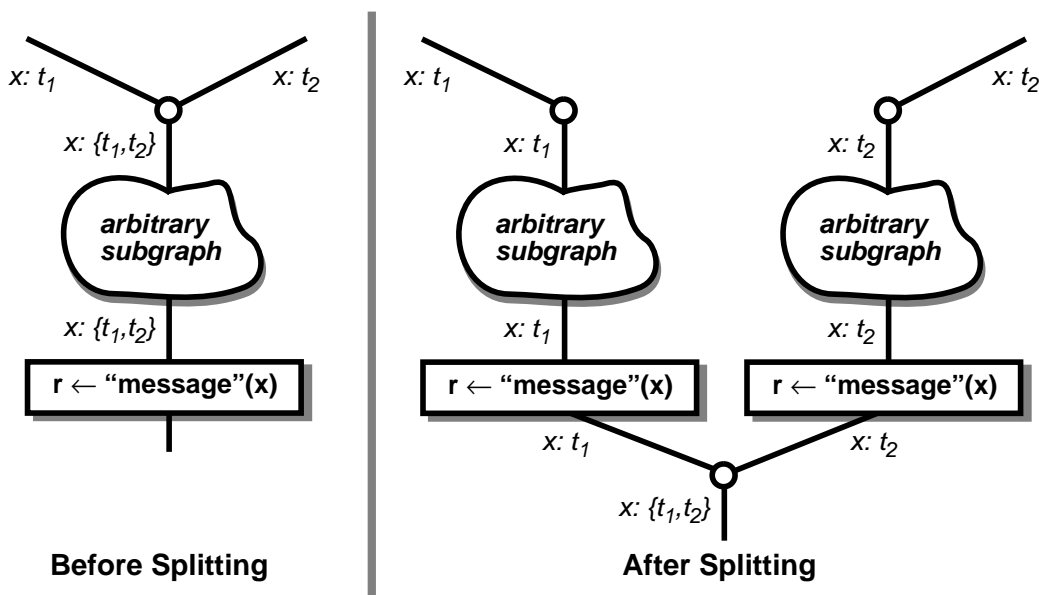 x: t1
x: t2
x: {t1,t2}
arbitrary
subgraph
x: {t1,t2}
r ← “message”(x)
Before Splitting
x: t1
x: t2
x: t1
x: t2
arbitrary
subgraph
arbitrary
subgraph
x: t1
x: t2
r ← “message”(x)
r ← “message”(x)
x: t1
x: t2
x: {t1,t2}
After Splitting